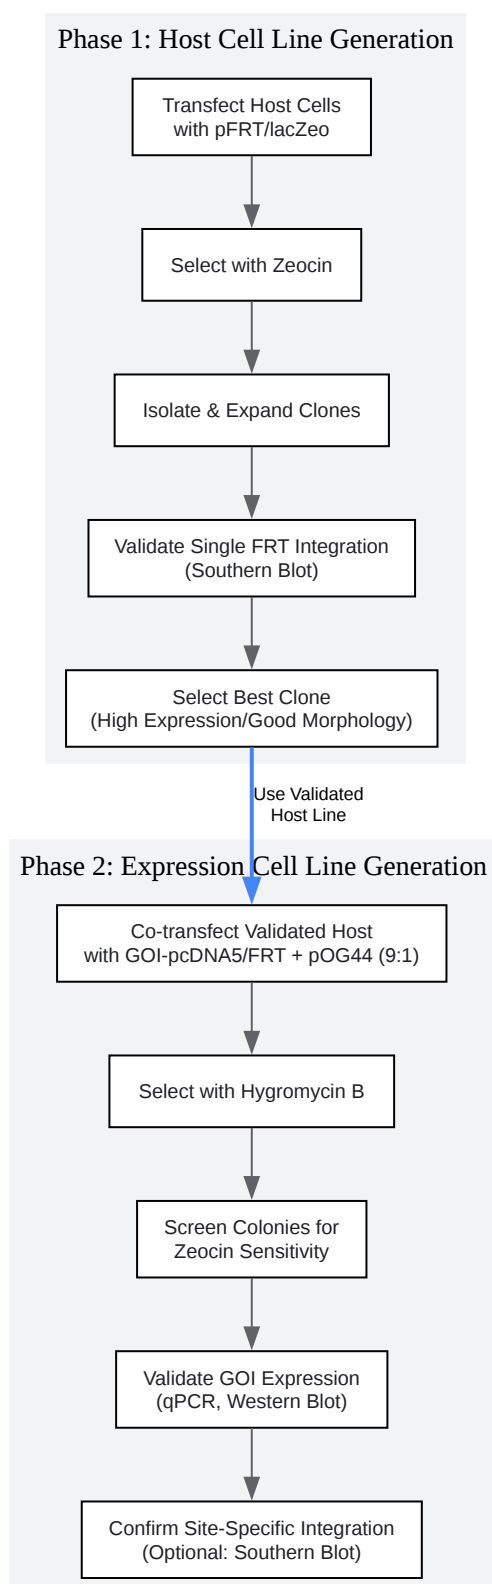 Phase 1: Host Cell Line Generation
Transfect Host Cells
with pFRT/lacZeo
Select with Zeocin
Isolate & Expand Clones
Validate Single FRT Integration
(Southern Blot)
Select Best Clone
(High Expression/Good Morphology)
Use Validated
Host Line
Phase 2: Expression Cell Line Generation
Co-transfect Validated Host
with GOI-pcDNA5/FRT + pOG44 (9:1)
Select with Hygromycin B
Screen Colonies for
Zeocin Sensitivity
Validate GOI Expression
(qPCR, Western Blot)
Confirm Site-Specific Integration
(Optional: Southern Blot)